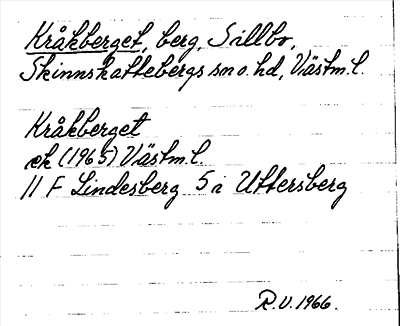 Kråkberget, berg, Sillbo,
Skinnskattebergs sn o. hd, Västm. l.
Kråkberget
ek (1965) Västm. l.
11 F Lindesberg 5 i Uttersberg
R.V. 1966.